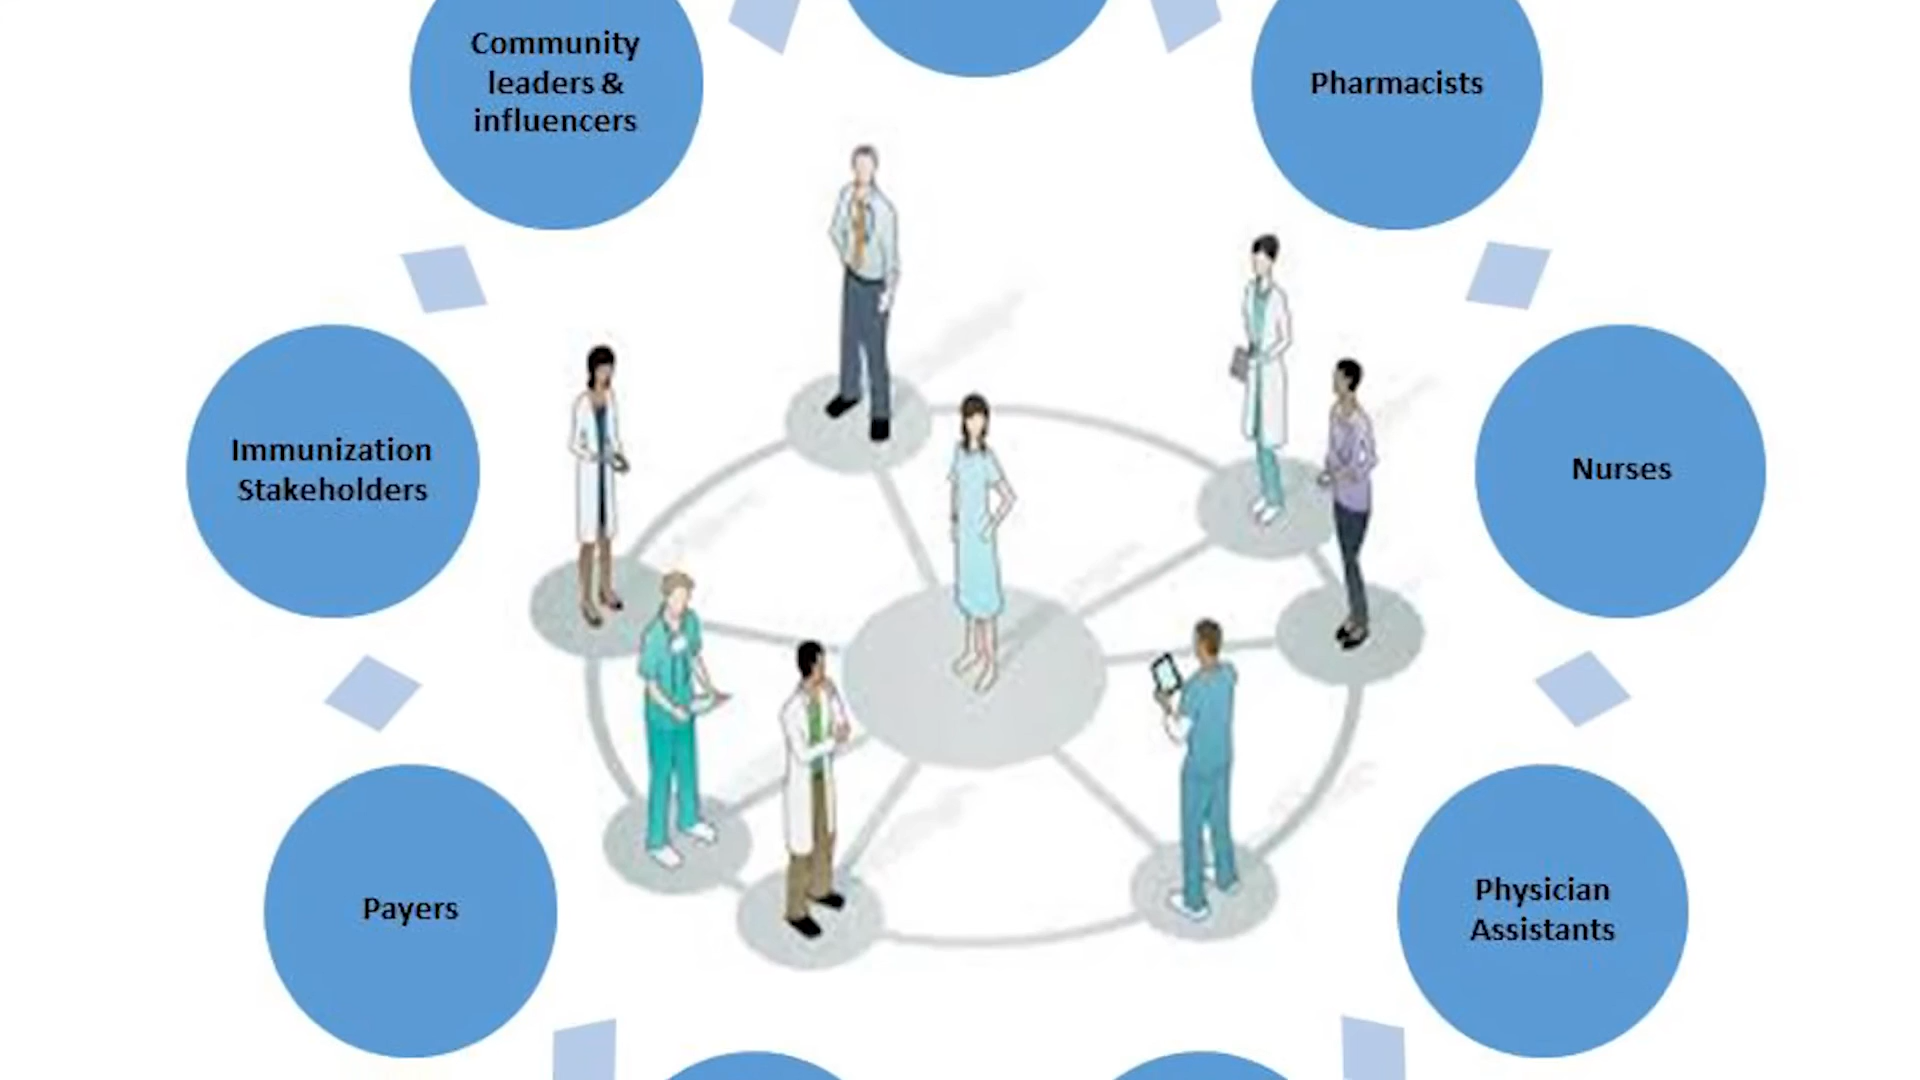 Community
leaders &
influencers
Pharmacists
Immunization
Stakeholders
Nurses
Payers
Physician
Assistants